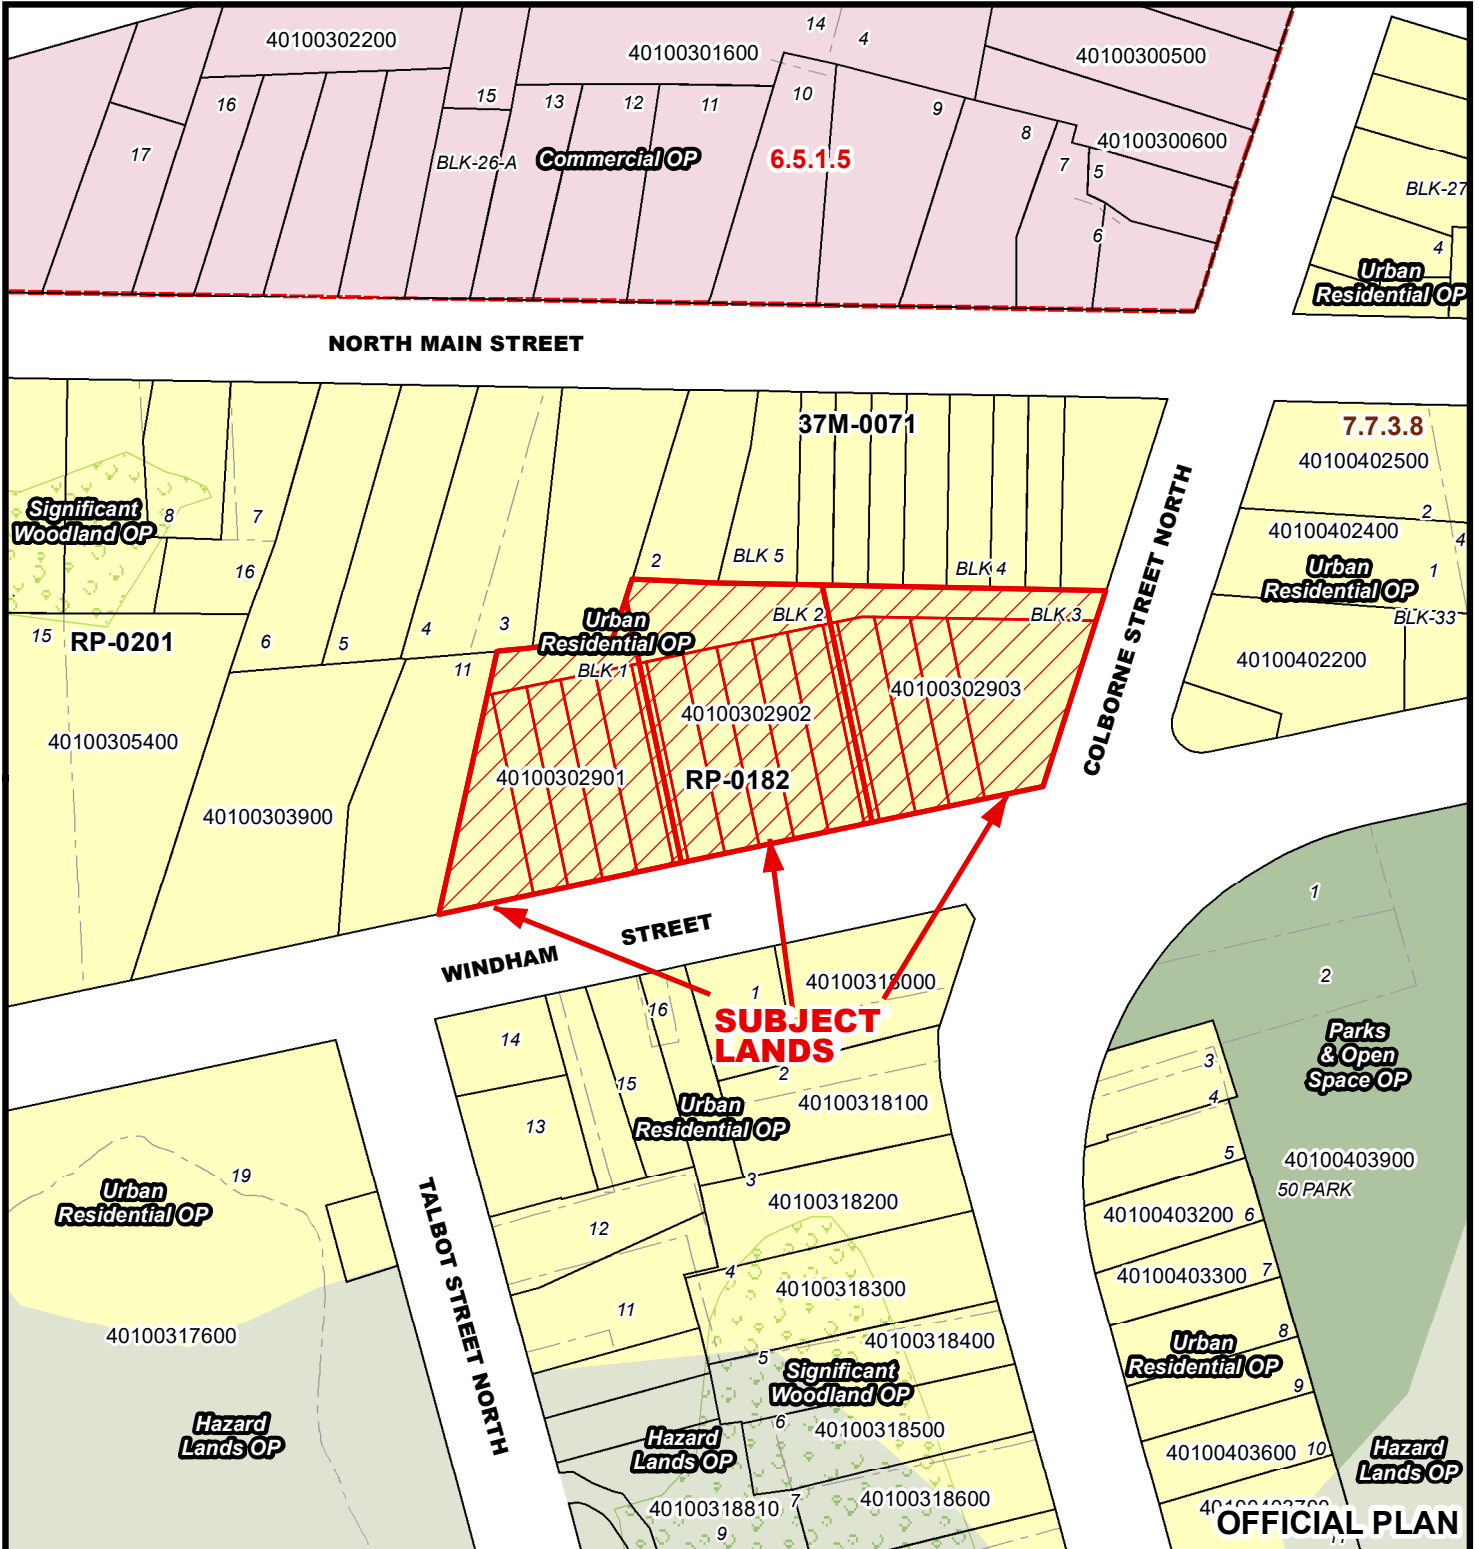 14
4
40100302200
40100301600
40100300500
16
15
13
12
11
10
9
8
17
BLK-26-A
Commercial OP
6.5.1.5
7
5
40100300600
BLK-27
6
4
Urban
Residential OP
NORTH MAIN STREET
37M-0071
7.7.3.8
40100402500
Significant
Woodland OP
8
7
2
40100402400
4
16
2
BLK 5
BLK 4
Urban
Residential OP
1
15
RP-0201
6
5
4
3
Urban
Residential OP
BLK 2
BLK 3
BLK-33
11
BLK 1
40100402200
COLBORNE STREET NORTH
40100302903
40100302902
40100305400
40100302901
RP-0182
40100303900
1
WINDHAM STREET
2
14
16
1
40100318000
SUBJECT
LANDS
Parks
& Open
Space OP
3
15
2
4
13
Urban
Residential OP
40100318100
5
40100403900
50 PARK
19
Urban
Residential OP
3
40100318200
12
40100403200
6
TALBOT STREET NORTH
4
40100318300
40100403300
7
11
40100317600
5
40100318400
8
Urban
Residential OP
Significant
Woodland OP
9
Hazard
Lands OP
6
40100318500
Hazard
Lands OP
40100403600
10
Hazard
Lands OP
40100318810
7
40100318600
9
OFFICIAL PLAN